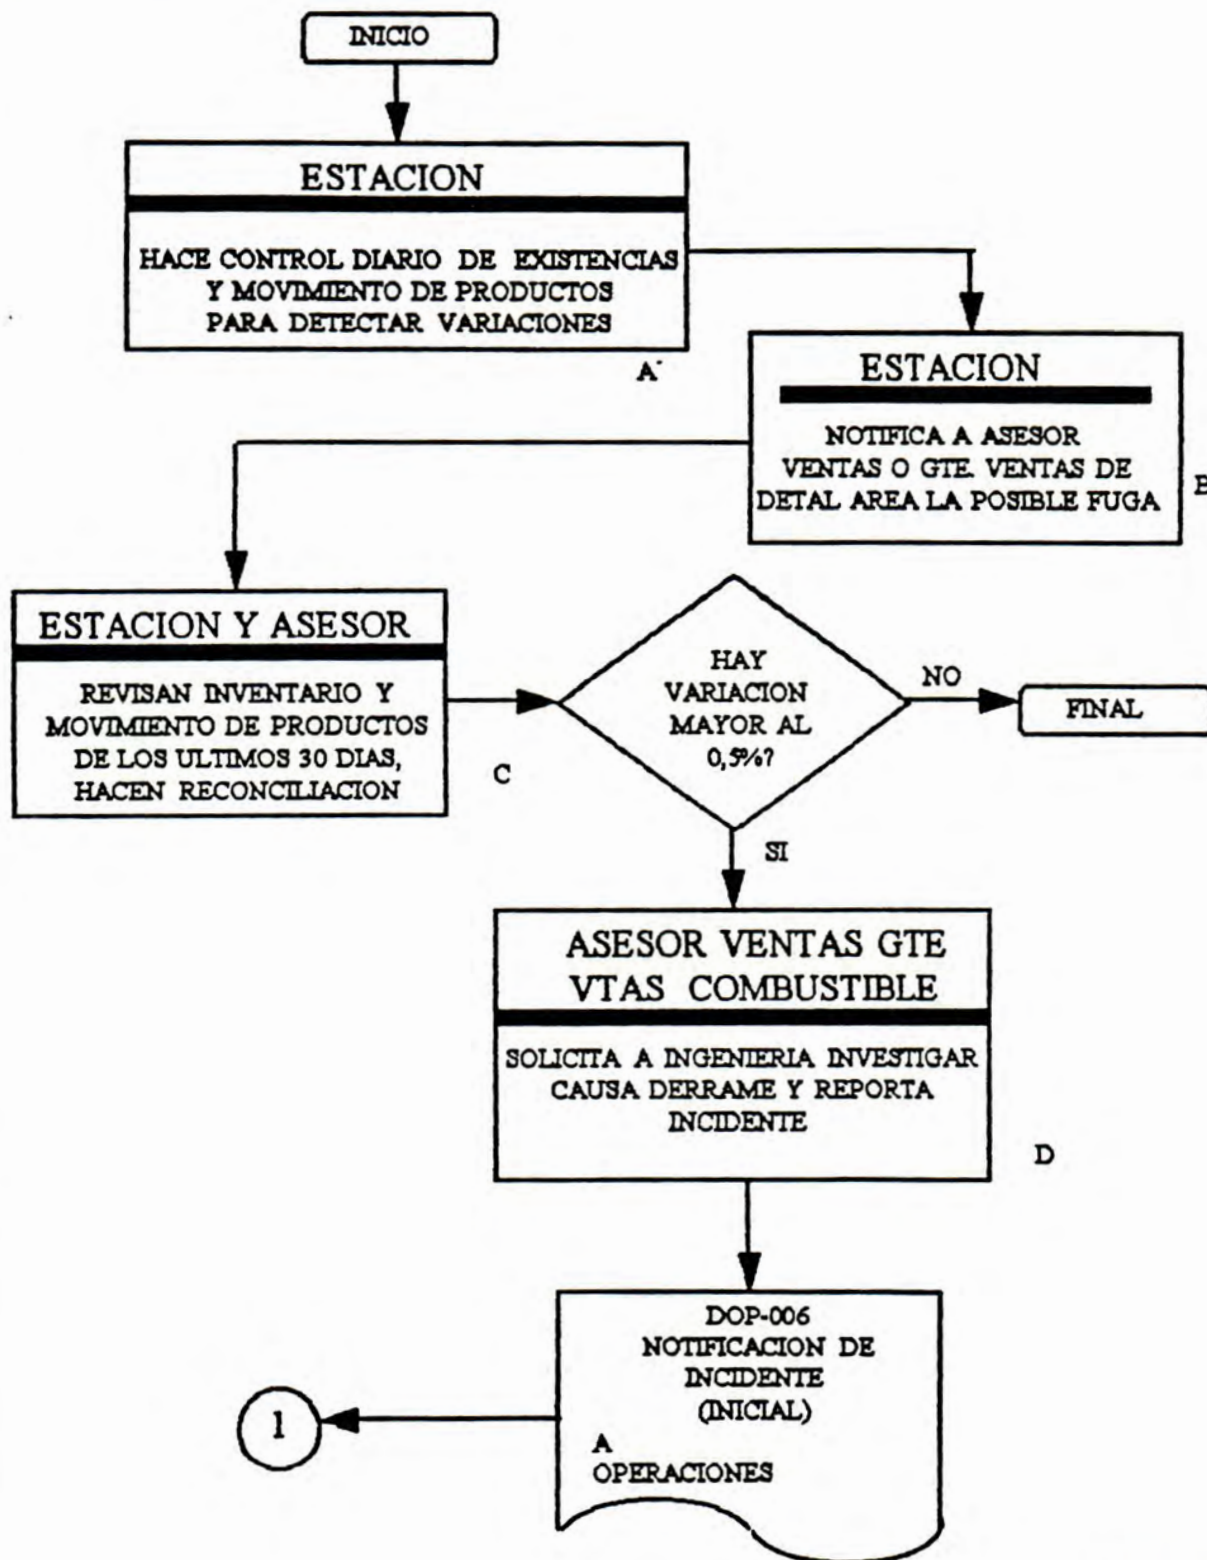 INICIO
ESTACION
HACE CONTROL DIARIO DE EXISTENCIAS
Y MOVIMIENTO DE PRODUCTOS
PARA DETECTAR VARIACIONES
A
ESTACION
NOTIFICA A ASESOR
VENTAS O GTE. VENTAS DE
DETAL AREA LA POSIBLE FUGA
B
ESTACION Y ASESOR
REVISAN INVENTARIO Y
MOVIMIENTO DE PRODUCTOS
DE LOS ULTIMOS 30 DIAS,
HACEN RECONCILIACION
C
HAY
VARIACION
MAYOR AL
0,5%?
NO
FINAL
SI
ASESOR VENTAS GTE
VTAS COMBUSTIBLE
SOLICITA A INGENIERIA INVESTIGAR
CAUSA DERRAME Y REPORTA
INCIDENTE
D
DOP-006
NOTIFICACION DE
INCIDENTE
(INICIAL)
A
OPERACIONES
1